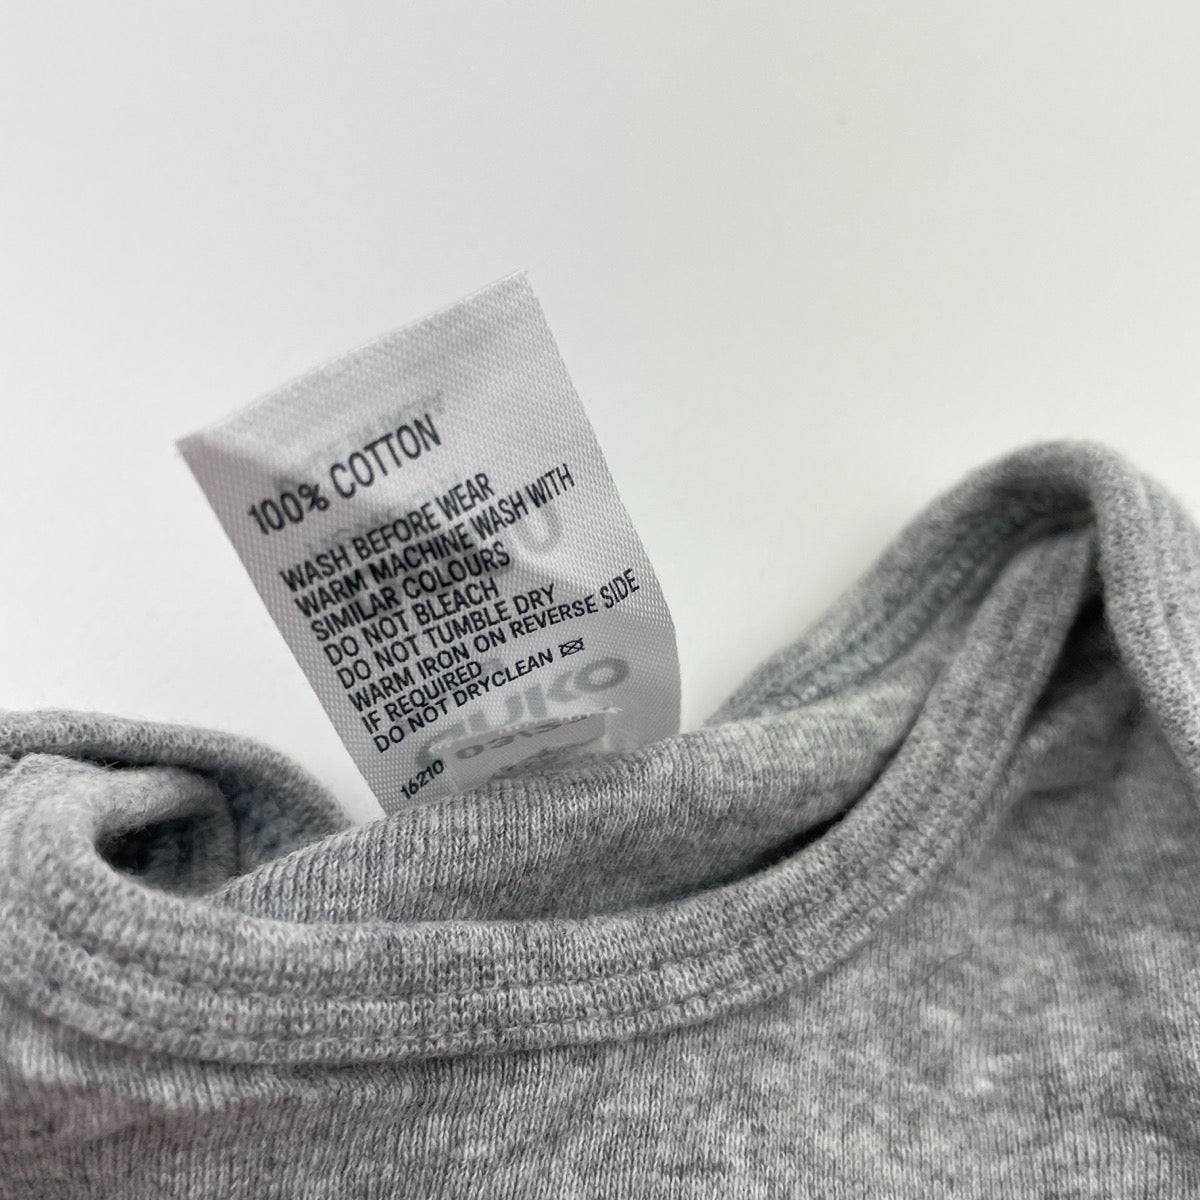 100% COTTON
WASH BEFORE WEAR
WARM MACHINE WASH WITH
SIMILAR COLOURS
DO NOT BLEACH
DO NOT TUMBLE DRY
WARM IRON ON REVERSE SIDE
IF REQUIRED
DO NOT DRYCLEAN
16210